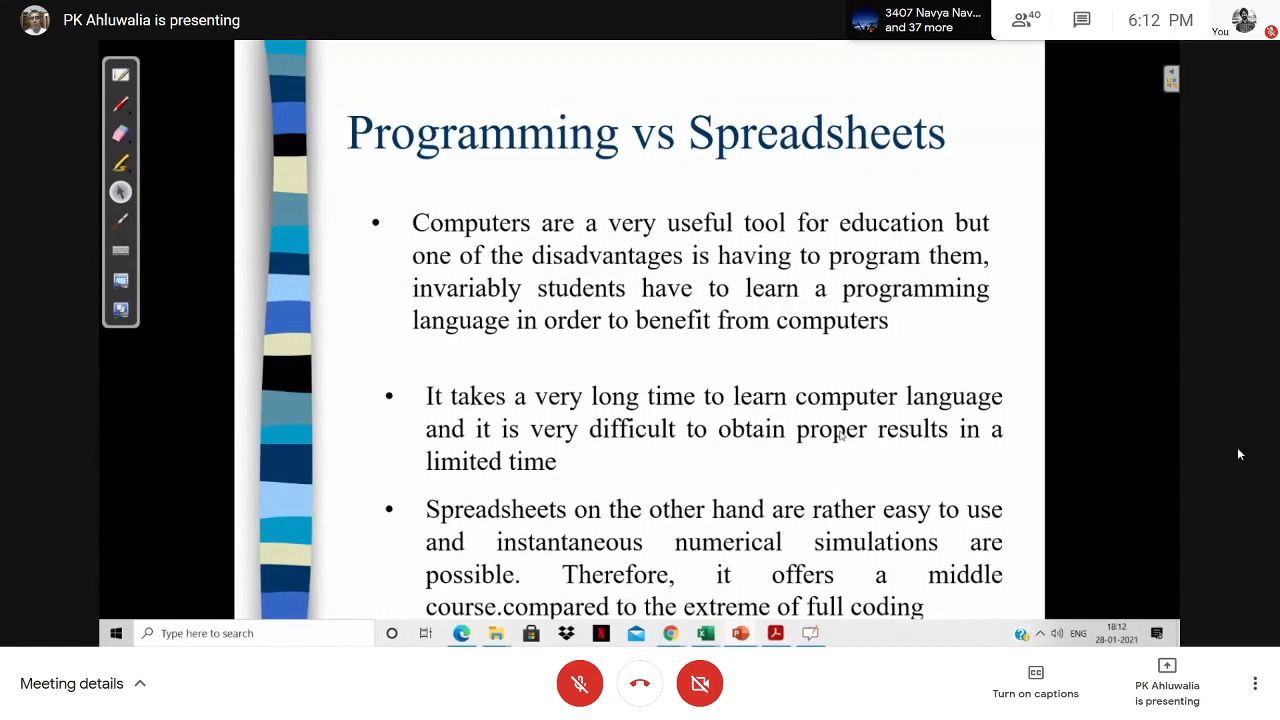 PK Ahluwalia is presenting
3407 Navya Nav...
and 37 more
40
6:12 PM
You
Programming vs Spreadsheets
• Computers are a very useful tool for education but
one of the disadvantages is having to program them,
invariably students have to learn a programming
language in order to benefit from computers
• It takes a very long time to learn computer language
and it is very difficult to obtain proper results in a
limited time
• Spreadsheets on the other hand are rather easy to use
and instantaneous numerical simulations are
possible. Therefore, it offers a middle
course.compared to the extreme of full coding
Type here to search
ENG
18:12
28-01-2021
Meeting details
CC
Turn on captions
PK Ahluwalia
is presenting